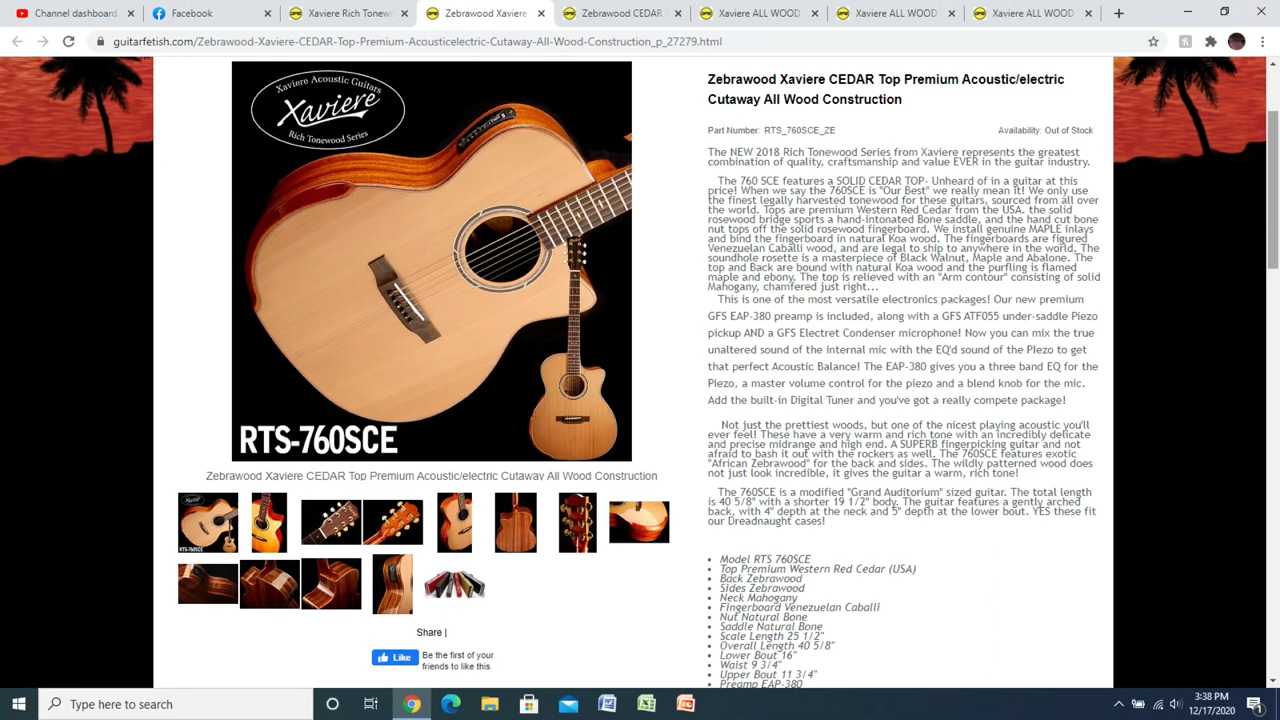 Channel dashboard
Facebook
Xaviere Rich Tonew
Zebrawood Xaviere
Zebrawood CEDAR
Xaviere ALL WOOD
Xaviere ALL WOOD
Xaviere ALL WOOD
guitarfetish.com/Zebrawood-Xaviere-CEDAR-Top-Premium-Acousticelectric-Cutaway-All-Wood-Construction_p_27279.html
Xaviere Acoustic Guitars
Xaviere
Rich Tonewood Series
RTS-760SCE
Zebrawood Xaviere CEDAR Top Premium Acoustic/electric Cutaway All Wood Construction
Share |
Like
Be the first of your
friends to like this.
Zebrawood Xaviere CEDAR Top Premium Acoustic/electric
Cutaway All Wood Construction
Part Number: RTS_760SCE_ZE
Availability: Out of Stock
The NEW 2018 Rich Tonewood Series from Xaviere represents the greatest
combination of quality, craftsmanship and value EVER in the guitar industry.
The 760 SCE features a SOLID CEDAR TOP- Unheard of in a guitar at this
price! When we say the 760SCE is "Our Best" we really mean it! We only use
the finest legally harvested tonewood for these guitars, sourced from all over
the world. Tops are premium Western Red Cedar from the USA. the solid
rosewood bridge sports a hand-intonated Bone saddle, and the hand cut bone
nut tops off the solid rosewood fingerboard. We install genuine MAPLE inlays
and bind the fingerboard in natural Koa wood. The fingerboards are figured
Venezuelan Caballi wood, and are legal to ship to anywhere in the world. The
soundhole rosette is a masterpiece of Black Walnut, Maple and Abalone. The
top and Back are bound with natural Koa wood and the purfling is flamed
maple and ebony. The top is relieved with an "Arm contour" consisting of solid
Mahogany, chamfered just right...
This is one of the most versatile electronics packages! Our new premium
GFS EAP-380 preamp is included, along with a GFS ATF055 under-saddle Piezo
pickup AND a GFS Electret Condenser microphone! Now you can mix the true
unaltered sound of the internal mic with the EQ'd sound of the PIezo to get
that perfect Acoustic Balance! The EAP-380 gives you a three band EQ for the
Piezo, a master volume control for the piezo and a blend knob for the mic.
Add the built-in Digital Tuner and you've got a really compete package!
Not just the prettiest woods, but one of the nicest playing acoustic you'll
ever feel! These have a very warm and rich tone with an incredibly delicate
and precise midrange and high end. A SUPERB fingerpicking guitar and not
afraid to bash it out with the rockers as well. The 760SCE features exotic
"African Zebrawood" for the back and sides. The wildly patterned wood does
not just look incredible, it gives the guitar a warm, rich tone!
The 760SCE is a modified "Grand Auditorium" sized guitar. The total length
is 40 5/8" with a shorter 19 1/2" body. The guitar features a gently arched
back, with 4" depth at the neck and 5" depth at the lower bout. YES these fit
our Dreadnaught cases!
Model RTS 760SCE
Top Premium Western Red Cedar (USA)
Back Zebrawood
Sides Zebrawood
Neck Mahogany
Fingerboard Venezuelan Caballi
Nut Natural Bone
Saddle Natural Bone
Scale Length 25 1/2"
Overall Length 40 5/8"
Lower Bout 16"
Waist 9 3/4"
Upper Bout 11 3/4"
Preamp EAP-380
Type here to search
3:38 PM
12/17/2020